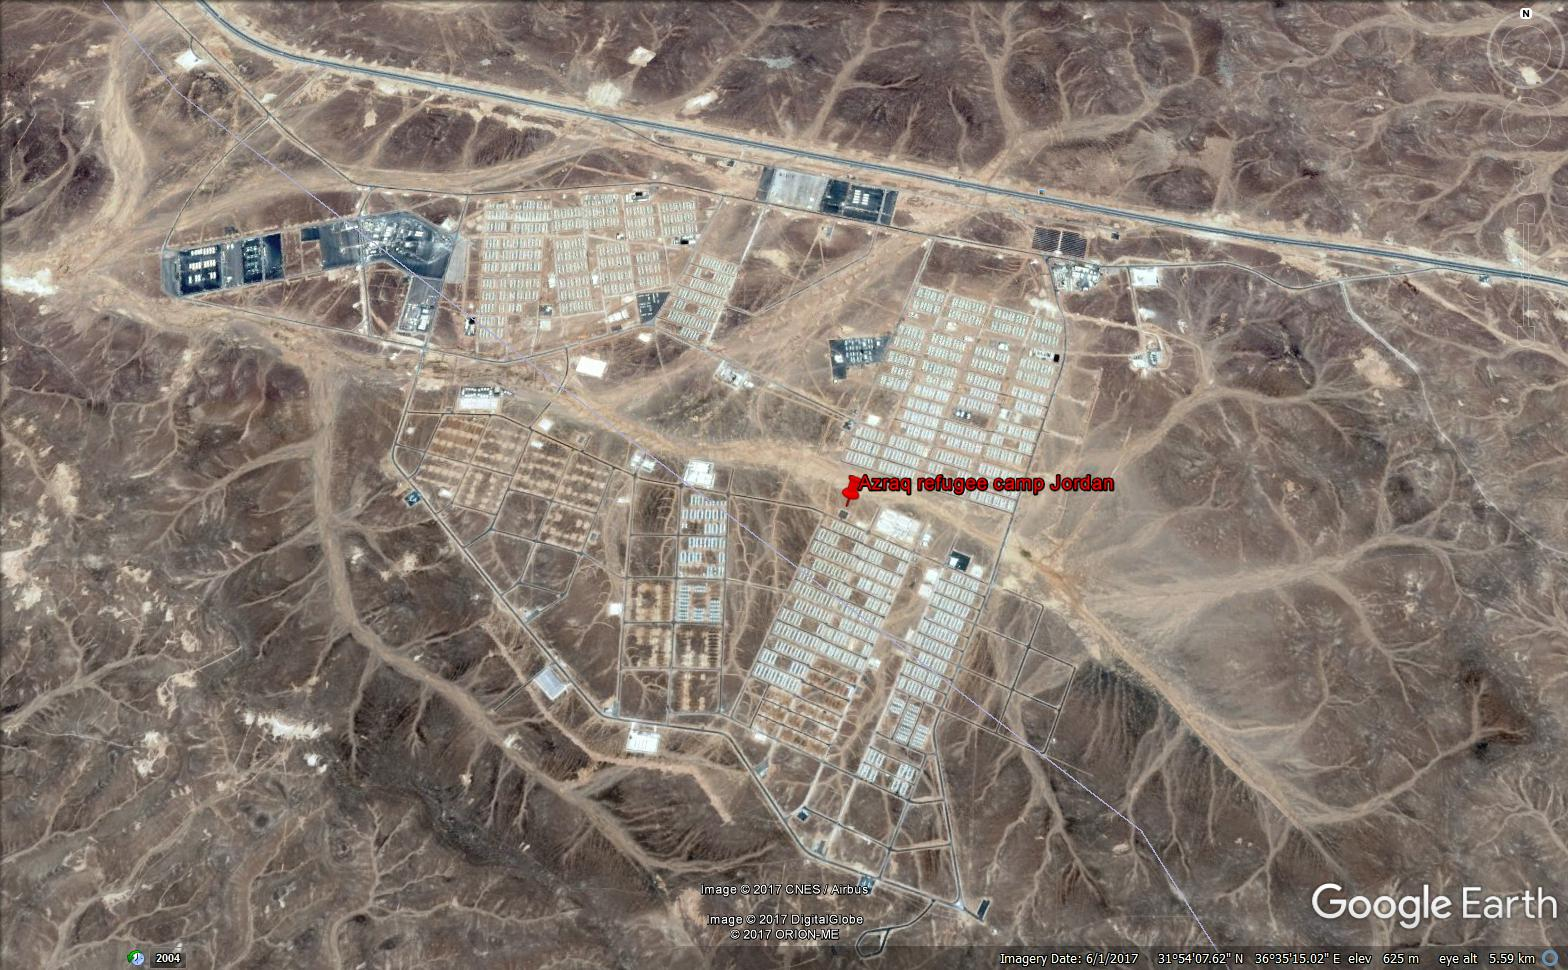 N
Azraq refugee camp Jordan
Image © 2017 CNES / Airbus
Image © 2017 DigitalGlobe
© 2017 ORION-ME
Google Earth
2004
Imagery Date: 6/1/2017 31°54'07.62" N 36°35'15.02" E elev 625 m eye alt 5.59 km